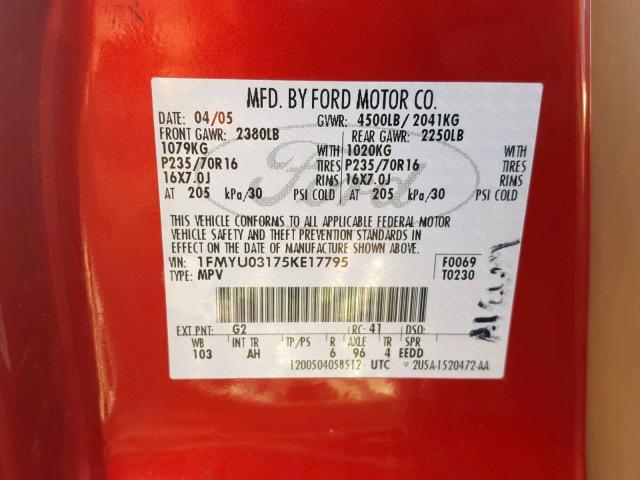 MFD. BY FORD MOTOR CO.
DATE: 04/05 GVWR: 4500LB/ 2041KG
FRONT GAWR: 2380LB REAR GAWR: 2250LB
1079KG WITH 1020KG WITH
P235/70R16 TIRES P235/70R16 TIRES
16X7.0J RIMS 16X7.0J RIMS
AT 205 kPa/30 PSI COLD AT 205 kPa/30 PSI COLD
Ford
THIS VEHICLE CONFORMS TO ALL APPLICABLE FEDERAL MOTOR
VEHICLE SAFETY AND THEFT PREVENTION STANDARDS IN
EFFECT ON THE DATE OF MANUFACTURE SHOWN ABOVE.
VIN: 1FMYU03175KE17795 F0069
TYPE: MPV T0230
EXT PNT: G2 RC: 41 DSO:
WB INT TR TP/PS R AXLE TR SPR
103 AH 6 96 4 EEDD
1200504058512 UTC 2U5A-1520472-AA